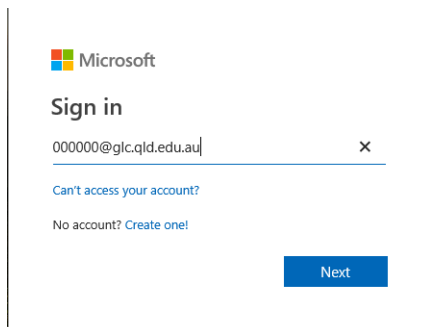 Microsoft
Sign in
000000@glc.qld.edu.au
Can't access your account?
No account? Create one!
Next